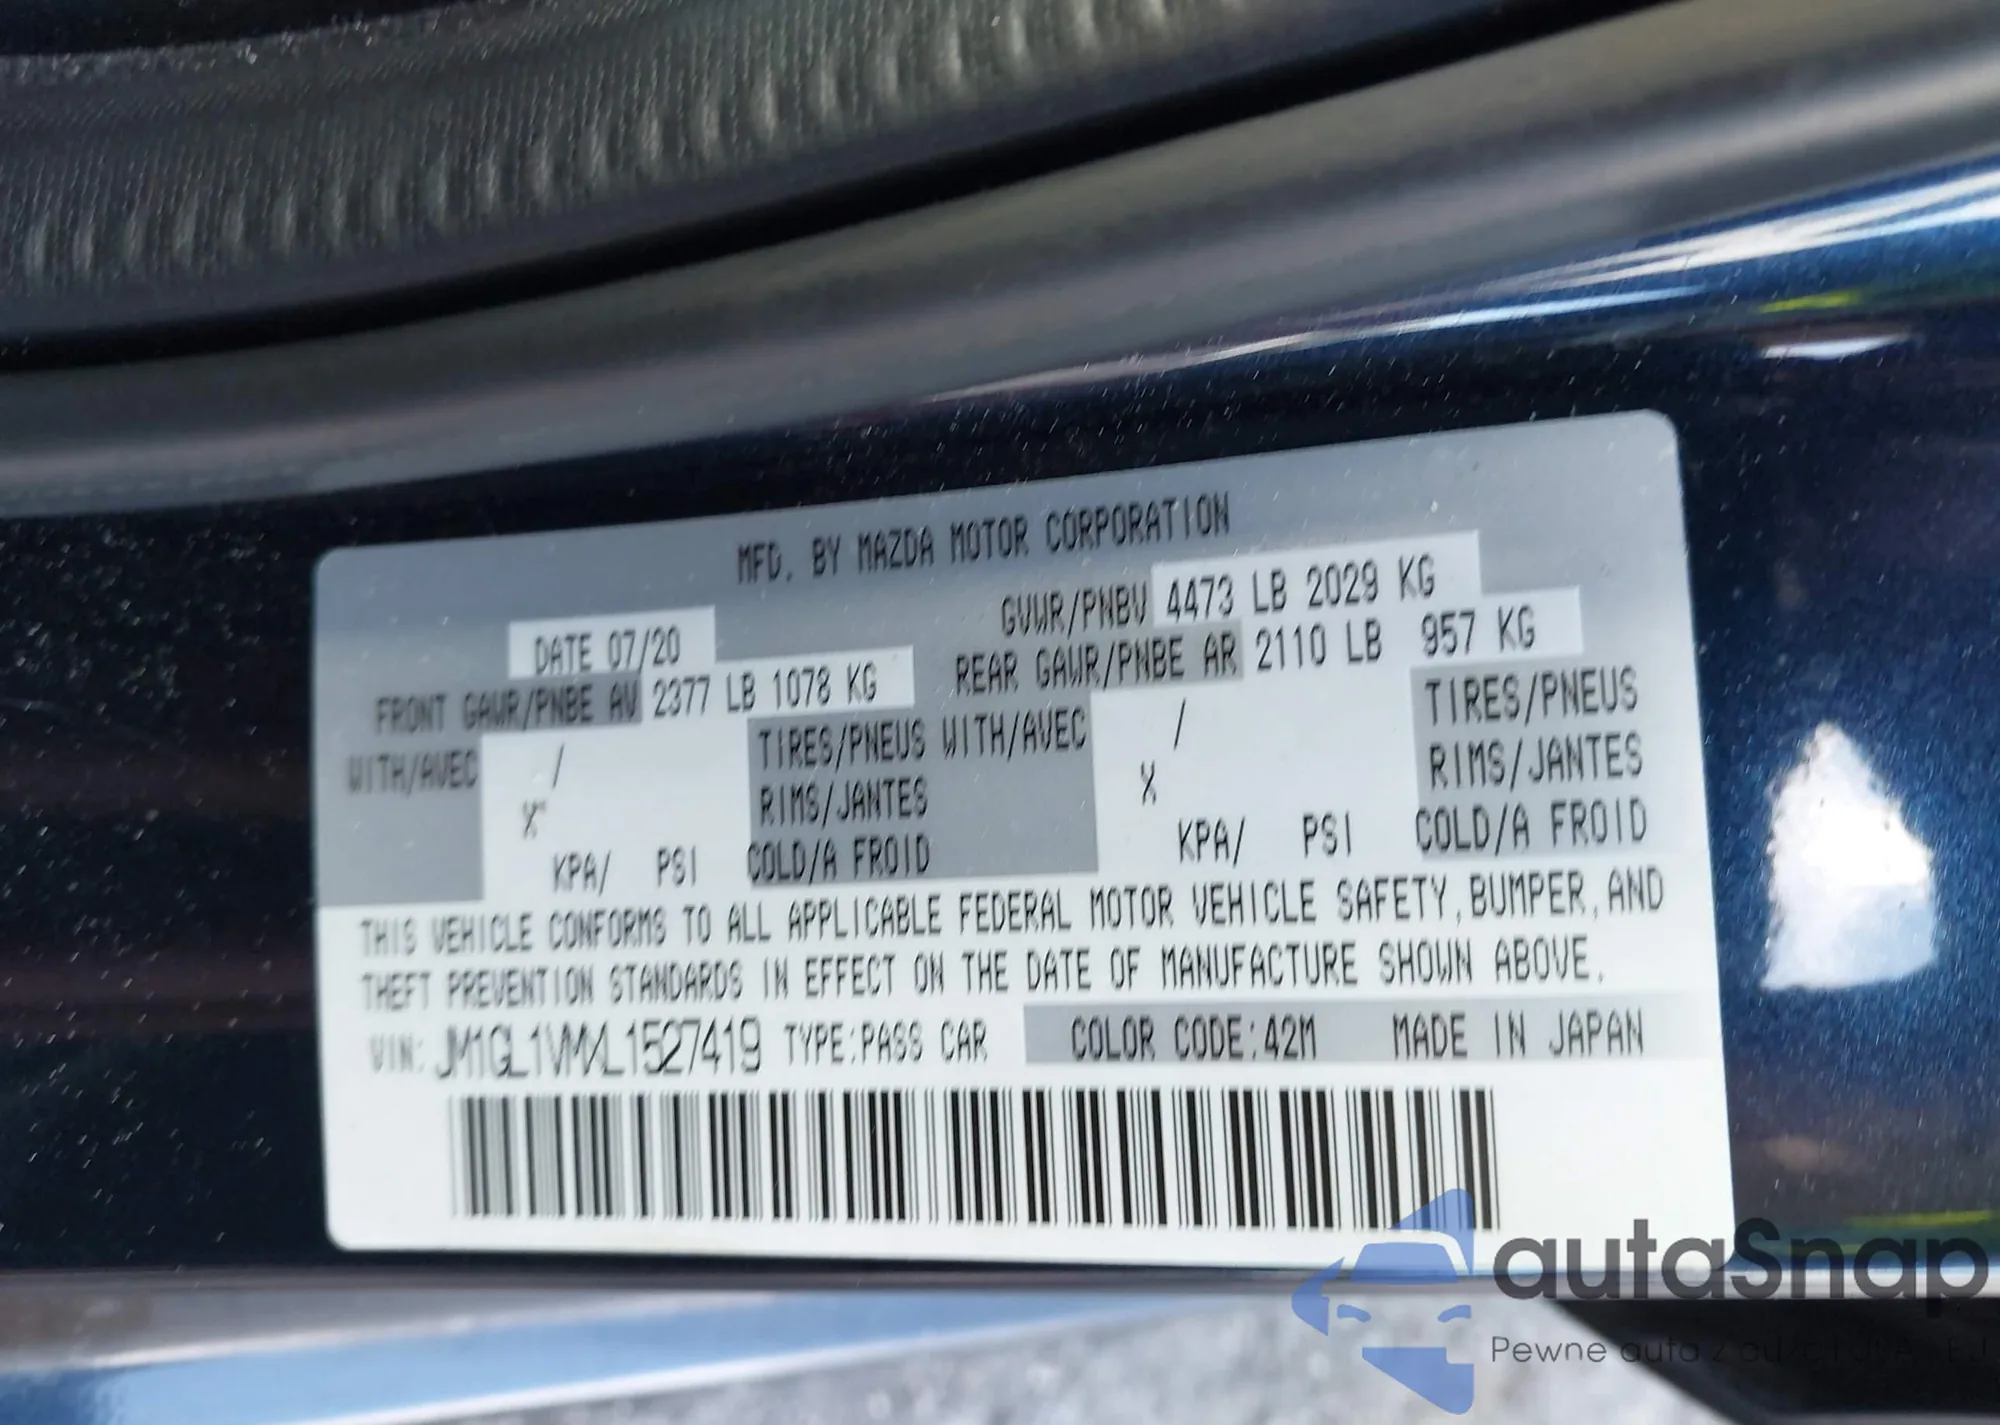 MFD. BY MAZDA MOTOR CORPORATION
DATE 07/20 GVWR/PNBV 4473 LB 2029 KG
FRONT GAWR/PNBE AV 2377 LB 1078 KG REAR GAWR/PNBE AR 2110 LB 957 KG
WITH/AVEC / TIRES/PNEUS WITH/AVEC / TIRES/PNEUS
X RIMS/JANTES X RIMS/JANTES
KPA/ PSI COLD/A FROID KPA/ PSI COLD/A FROID
THIS VEHICLE CONFORMS TO ALL APPLICABLE FEDERAL MOTOR VEHICLE SAFETY, BUMPER, AND
THEFT PREVENTION STANDARDS IN EFFECT ON THE DATE OF MANUFACTURE SHOWN ABOVE.
VIN: JM1GL1VMXL1527419 TYPE:PASS CAR COLOR CODE:42M MADE IN JAPAN
autaSnap
Pewne auta z